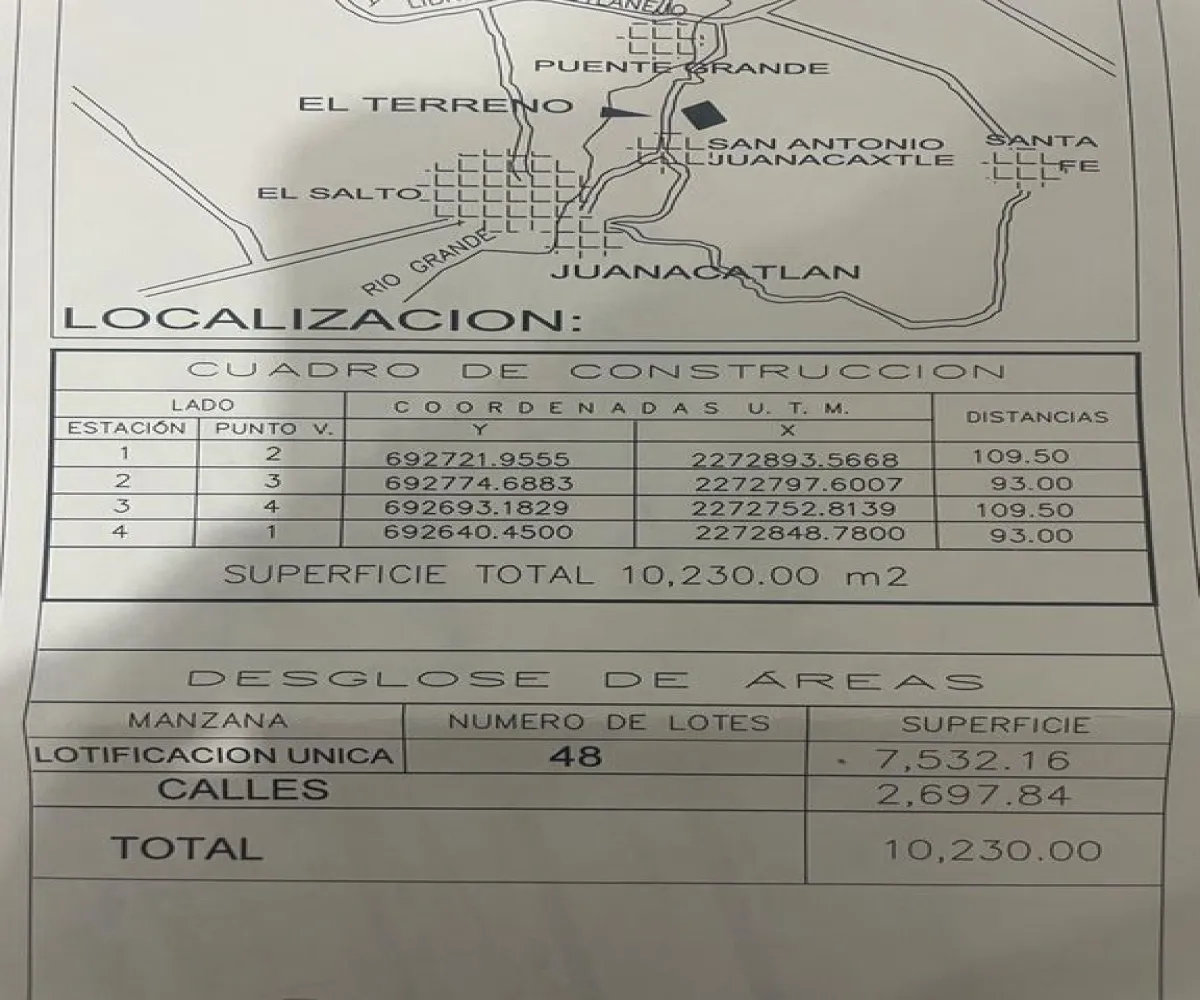 PUENTE GRANDE
EL TERRENO
SAN ANTONIO
JUANACAXTLE
SANTA
FE
EL SALTO
RIO GRANDE
JUANACATLAN
LOCALIZACION:
CUADRO DE CONSTRUCCION
LADO COORDENADAS U. T. M. DISTANCIAS
ESTACIÓN PUNTO V. Y X
1 2 692721.9555 2272893.5668 109.50
2 3 692774.6883 2272797.6007 93.00
3 4 692693.1829 2272752.8139 109.50
4 1 692640.4500 2272848.7800 93.00
SUPERFICIE TOTAL 10,230.00 m2
DESGLOSE DE ÁREAS
MANZANA NUMERO DE LOTES SUPERFICIE
LOTIFICACION UNICA 48 7,532.16
CALLES 2,697.84
TOTAL 10,230.00